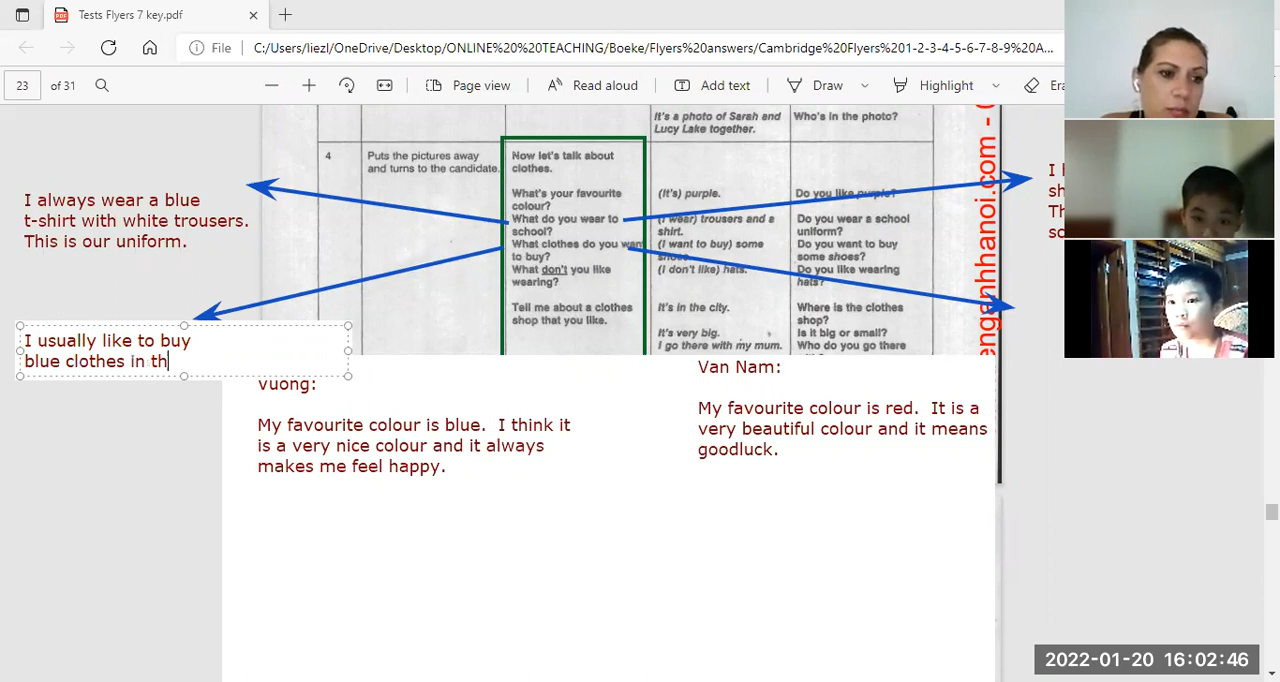 Tests Flyers 7 key.pdf
File
C:/Users/liezl/OneDrive/Desktop/ONLINE%20%20TEACHING/Boeke/Flyers%20answers/Cambridge%20Flyers%201-2-3-4-5-6-7-8-9%20A...
23 of 31
Page view
Read aloud
Add text
Draw
Highlight
Era
It's a photo of Sarah and
Lucy Lake together.
Who's in the photo?
4
Puts the pictures away
and turns to the candidate.
Now let's talk about
clothes.
What's your favourite
colour?
What do you wear to
school?
What clothes do you want
to buy?
What don't you like
wearing?
Tell me about a clothes
shop that you like.
(It's) purple.
(I wear) trousers and a
shirt.
(I want to buy) some
shoes.
(I don't like) hats.
It's in the city.
It's very big.
I go there with my mum.
Do you like purple?
Do you wear a school
uniform?
Do you want to buy
some shoes?
Do you like wearing
hats?
Where is the clothes
shop?
Is it big or small?
Who do you go there
enganhhanoi.com - (
I always wear a blue
t-shirt with white trousers.
This is our uniform.
I usually like to buy
blue clothes in th
Vuong:
My favourite colour is blue. I think it
is a very nice colour and it always
makes me feel happy.
Van Nam:
My favourite colour is red. It is a
very beautiful colour and it means
goodluck.
2022-01-20 16:02:46